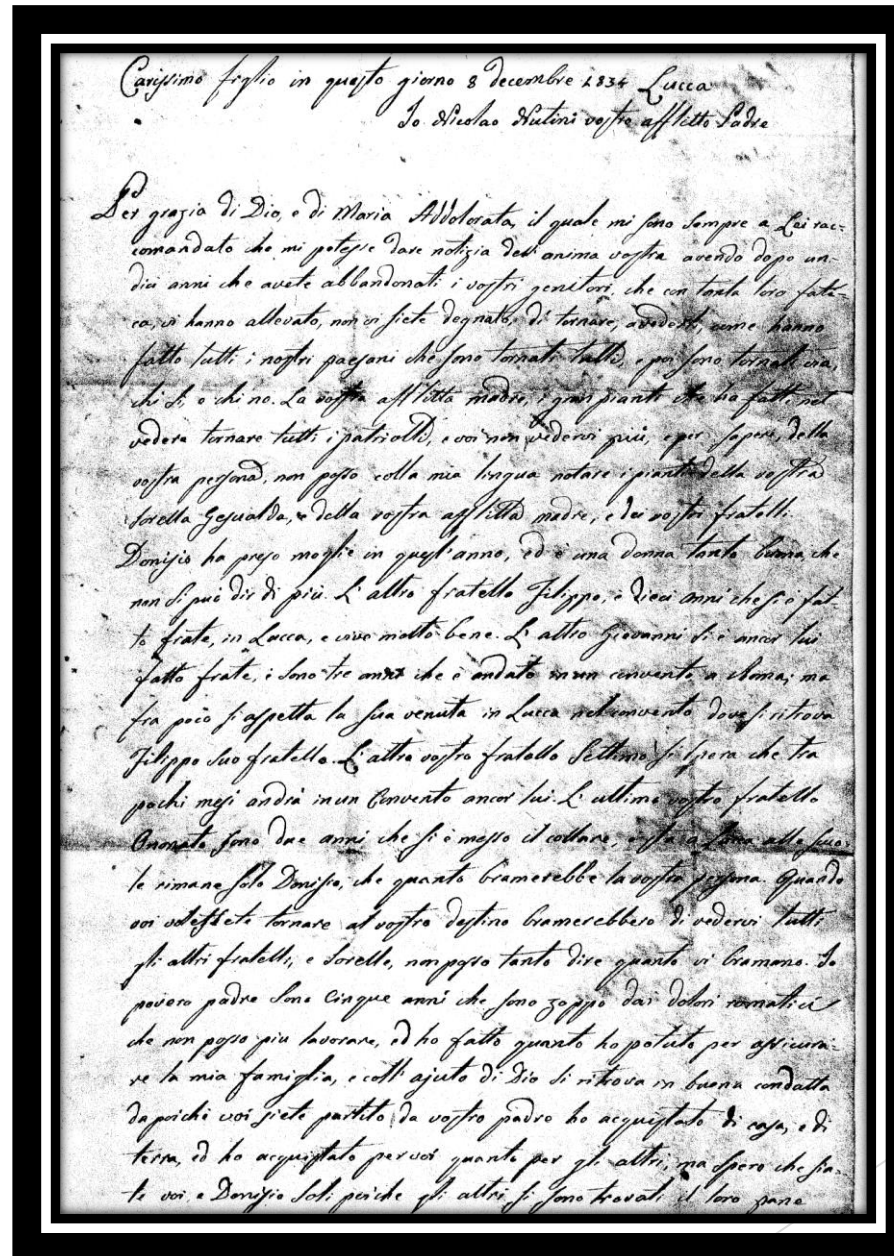 Carissimo figlio in questo giorno 8 decembre 1834 Lucca
Io Nicolao Nutini vostro afflitto Padre
Per grazia di Dio, e di Maria Addolorata, il quale mi sono sempre a Lei rac-
comandato che mi potesse dare notizia dell'anima vostra avendo dopo un-
dici anni che avete abbandonati i vostri genitori, che con tanta loro fati-
ca, vi hanno allevato, non vi siete degnato, di tornare, a vederli, come hanno
fatto tutti i nostri paesani che sono tornati tutti, e poi sono tornati via,
chi sì, e chi no. La vostra afflitta madre, i gran pianti che ha fatti, nel
vedere tornare tutti i patriotti, e voi non vedervi più, e per sapere, della
vostra persona, non posso colla mia lingua notare i pianti della vostra
sorella Gesualda, e della vostra afflitta madre, e dei vostri fratelli.
Donisio ha preso moglie in quest'anno, ed è una donna tanto buona, che
non si può dir di più. L'altro fratello Filippo, è dieci anni che si è fat-
to frate, in Lucca, e vive molto bene. L'altro Giovanni si è ancor lui
fatto frate, i sono tre anni che è andato in un convento a Roma; ma
fra poco si aspetta la sua venuta in Lucca nel convento dove si ritrova
Filippo suo fratello. L'altro vostro fratello Settimo si spera che tra
pochi mesi andrà in un Convento ancor lui. L'ultimo vostro fratello
Onorato sono due anni che si è messo il collare, e sta a Lucca alle scuo-
le rimane solo Donisio, che quanto bramerebbe la vostra persona. Quando
voi volessete tornare al vostro destino bramerebbero di vedervi tutti
gli altri fratelli, e sorelle, non posso tanto dire quanto vi bramano. Io
povero padre sono cinque anni che sono zoppo dai dolori romatici
che non posso più lavorare, ed ho fatto quanto ho potuto per assicura-
re la mia famiglia, e coll'ajuto di Dio si ritrova in buona condatta
da poichè voi siete partito da vostro padre ho acquistato di casa, e di
terra, ed ho acquistato per voi quanto per gli altri, ma spero che sia-
te voi e Donisio soli poiche gli altri si sono trovati il loro pane